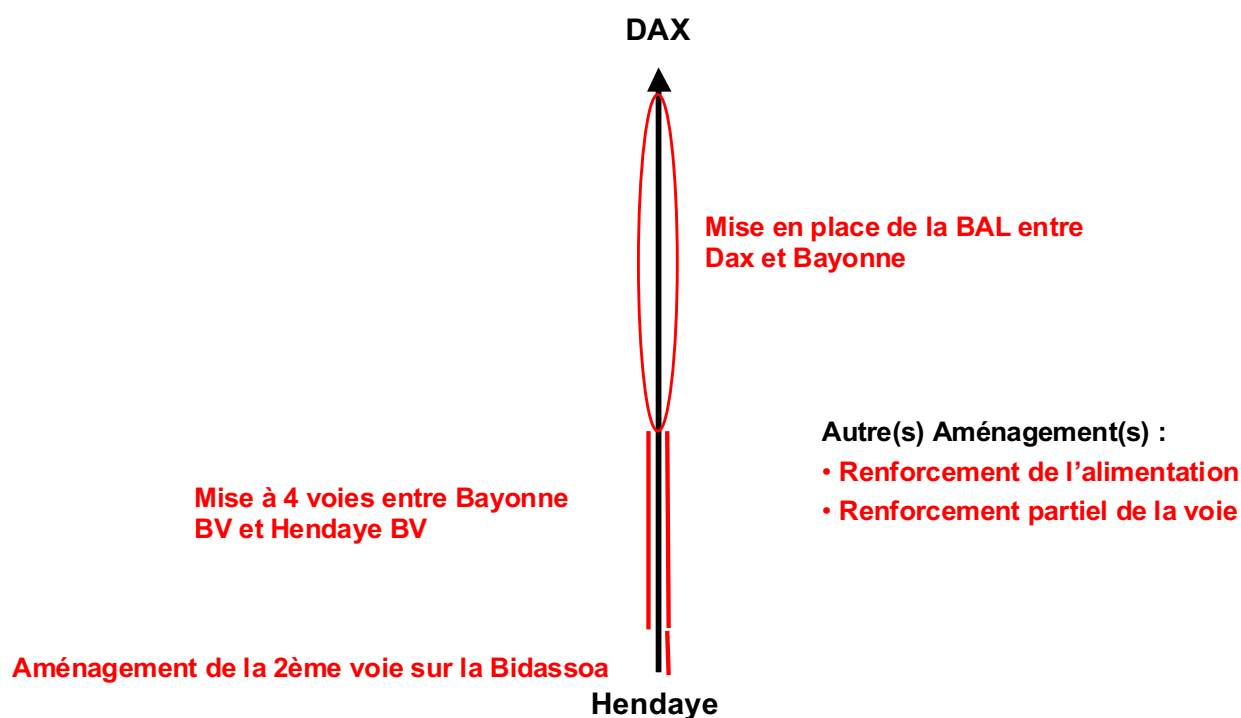 DAX
Mise en place de la BAL entre
Dax et Bayonne
Autre(s) Aménagement(s) :
• Renforcement de l’alimentation
• Renforcement partiel de la voie
Mise à 4 voies entre Bayonne
BV et Hendaye BV
Aménagement de la 2ème voie sur la Bidassoa
Hendaye